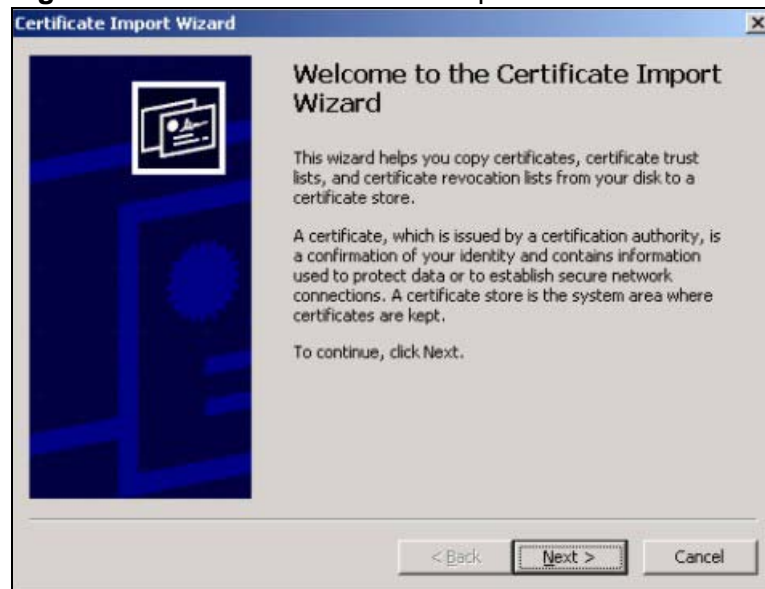 Certificate Import Wizard
Welcome to the Certificate Import
Wizard
This wizard helps you copy certificates, certificate trust
lists, and certificate revocation lists from your disk to a
certificate store.
A certificate, which is issued by a certification authority, is
a confirmation of your identity and contains information
used to protect data or to establish secure network
connections. A certificate store is the system area where
certificates are kept.
To continue, click Next.
< Back Next > Cancel